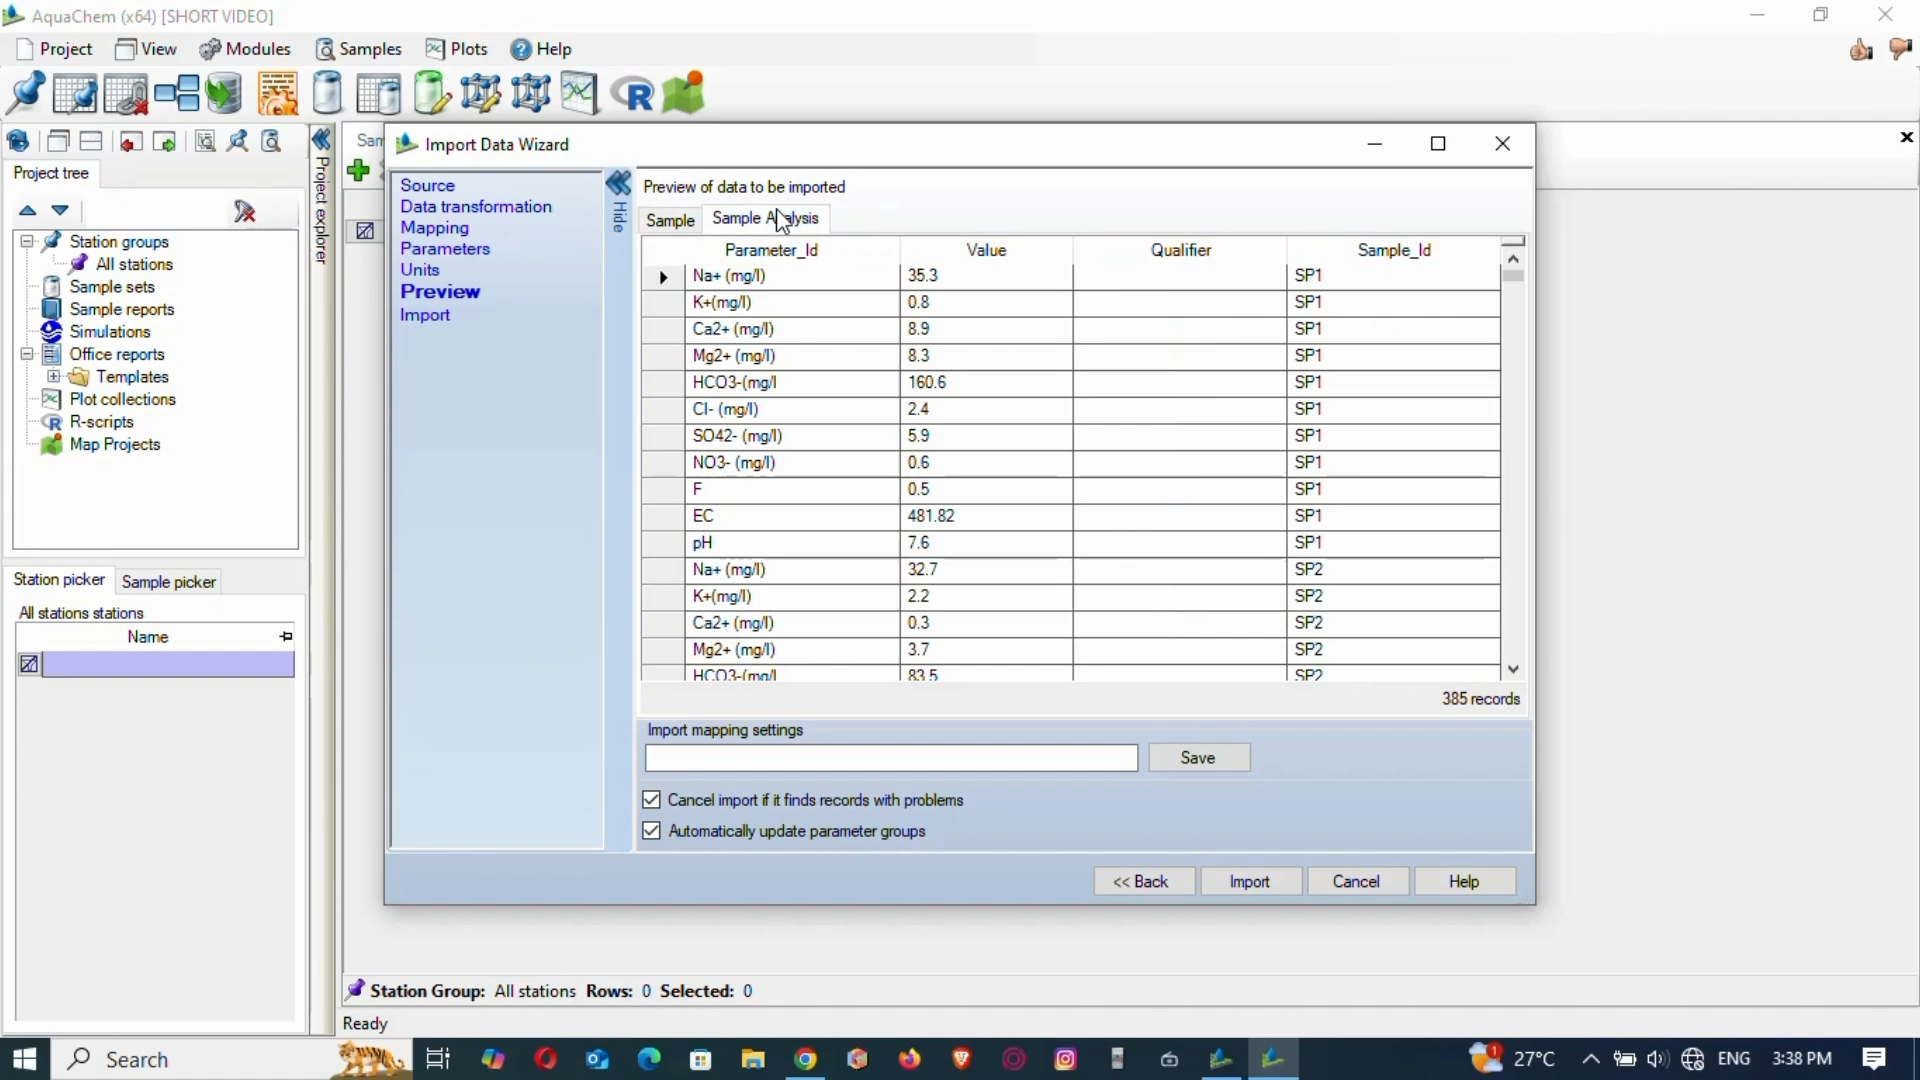 AquaChem (x64) [SHORT VIDEO]
Project View Modules Samples Plots Help
R
Project tree
Station groups
All stations
Sample sets
Sample reports
Simulations
Office reports
Templates
Plot collections
R-scripts
Map Projects
Station picker Sample picker
All stations stations
Name
Project explorer
Sam
Import Data Wizard
Source
Data transformation
Mapping
Parameters
Units
Preview
Import
Hide
Preview of data to be imported
Sample Sample Analysis
Parameter_Id Value Qualifier Sample_Id
Na+ (mg/l) 35.3 SP1
K+(mg/l) 0.8 SP1
Ca2+ (mg/l) 8.9 SP1
Mg2+ (mg/l) 8.3 SP1
HCO3-(mg/l 160.6 SP1
Cl- (mg/l) 2.4 SP1
SO42- (mg/l) 5.9 SP1
NO3- (mg/l) 0.6 SP1
F 0.5 SP1
EC 481.82 SP1
pH 7.6 SP1
Na+ (mg/l) 32.7 SP2
K+(mg/l) 2.2 SP2
Ca2+ (mg/l) 0.3 SP2
Mg2+ (mg/l) 3.7 SP2
HCO3-(mg/l 83.5 SP2
385 records
Import mapping settings
Save
Cancel import if it finds records with problems
Automatically update parameter groups
<< Back Import Cancel Help
Station Group: All stations Rows: 0 Selected: 0
Ready
Search 1 27°C ENG 3:38 PM